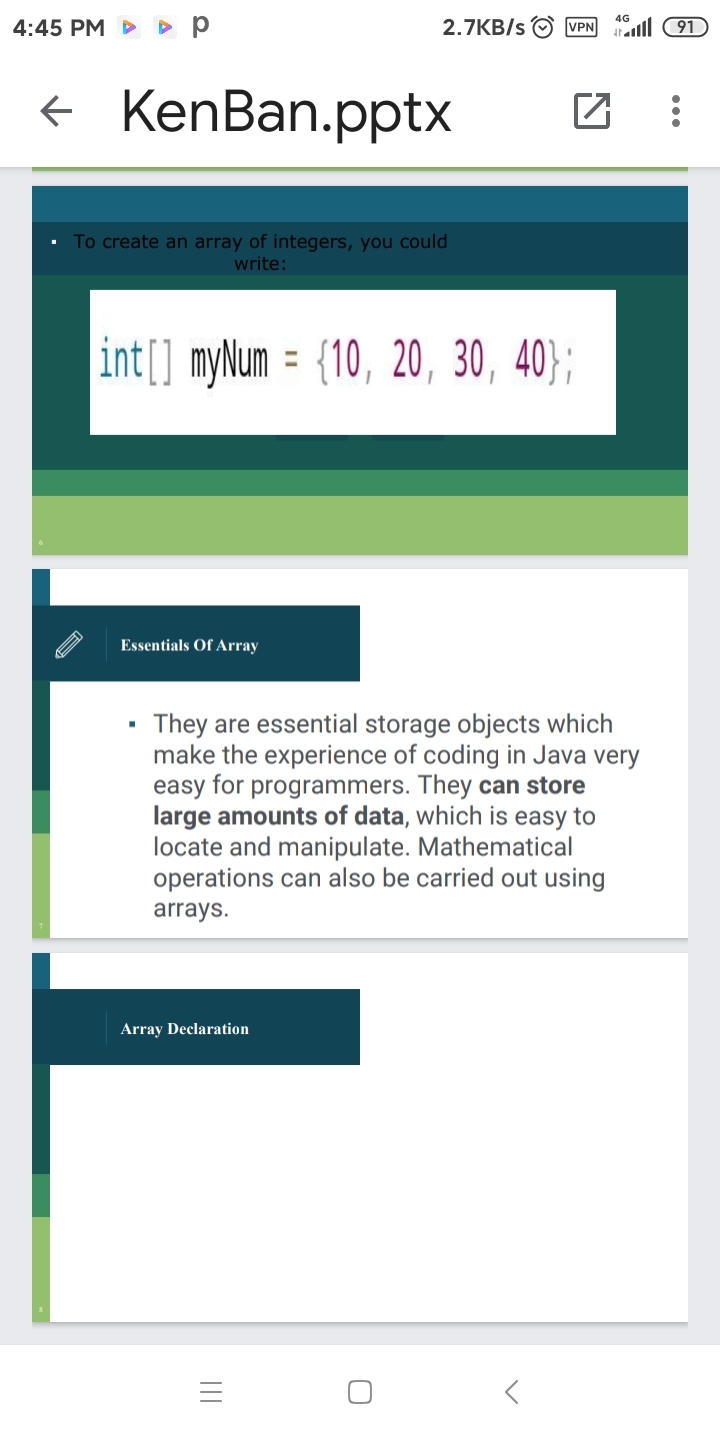 4:45 PM p 2.7KB/s VPN 4G 91
KenBan.pptx
▪ To create an array of integers, you could
write:
int[] myNum = {10, 20, 30, 40};
6
Essentials Of Array
▪ They are essential storage objects which
make the experience of coding in Java very
easy for programmers. They can store
large amounts of data, which is easy to
locate and manipulate. Mathematical
operations can also be carried out using
arrays.
7
Array Declaration
8